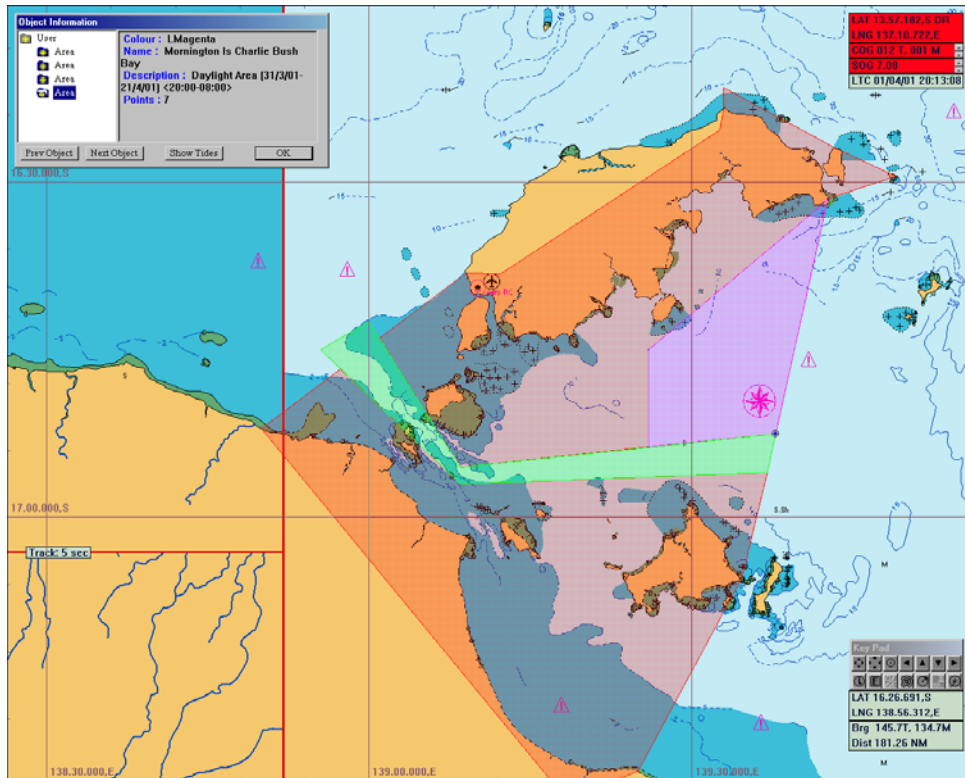 Object Information
User
Area
Area
Area
Area
Colour : LMagenta
Name : Mornington Is Charlie Bush
Bay
Description : Daylight Area [31/3/01-
21/4/01] <20:00-08:00>
Points : 7
Prev Object
Next Object
Show Tides
OK
LAT 13.57.182,S DR
LNG 137.10.722,E
COG 012 T, 001 M
SOG 7.00
LTC 01/04/01 20:13:08
16.30.000,S
17.00.000,S
S.Sh
Track: 5 sec
M
Key Pad
LAT 16.26.691,S
LNG 138.56.312,E
Brg 145.7T, 134.7M
Dist 181.26 NM
M
138.30.000,E
139.00.000,E
139.30.000,E